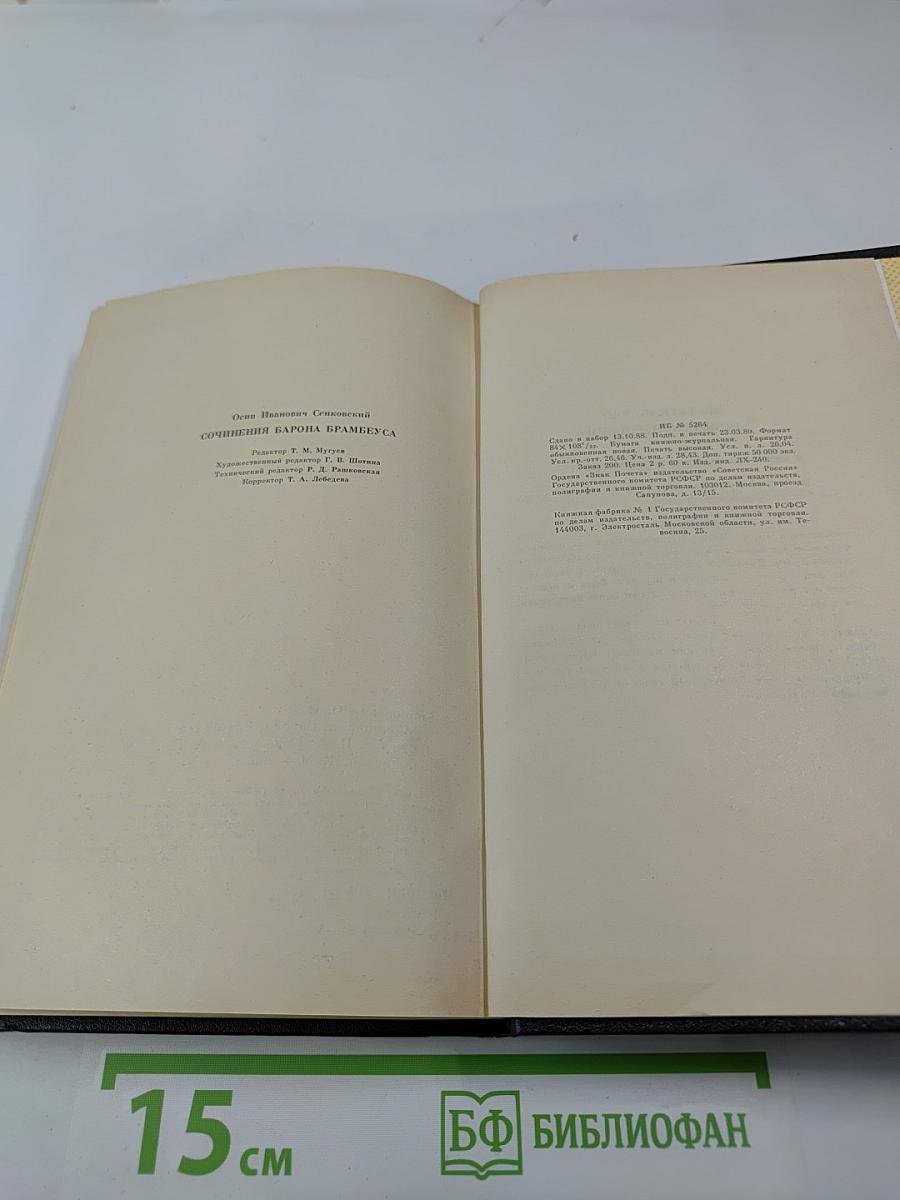 Осип Иванович Сенковский
СОЧИНЕНИЯ БАРОНА БРАМБЕУСА
Редактор Т. М. Мугуев
Художественный редактор Г. В. Шотина
Технический редактор Р. Д. Рашковская
Корректор Т. А. Лебедева
ИБ № 5264
Сдано в набор 13.10.88. Подп. в печать 23.03.89. Формат
84×108¹/₃₂. Бумага книжно-журнальная. Гарнитура
обыкновенная новая. Печать высокая. Усл. п. л. 26,04.
Усл. кр.-отт. 26,46. Уч.-изд. л. 28,43. Доп. тираж 50 000 экз.
Заказ 200. Цена 2 р. 60 к. Изд. инд. ЛХ-240.
Ордена «Знак Почета» издательство «Советская Россия»
Государственного комитета РСФСР по делам издательств,
полиграфии и книжной торговли. 103012. Москва, проезд
Сапунова, д. 13/15.
Книжная фабрика № 1 Государственного комитета РСФСР
по делам издательств, полиграфии и книжной торговли.
144003, г. Электросталь Московской области, ул. им. Те-
восяна, 25.
15 см
БФ БИБЛИОФАН